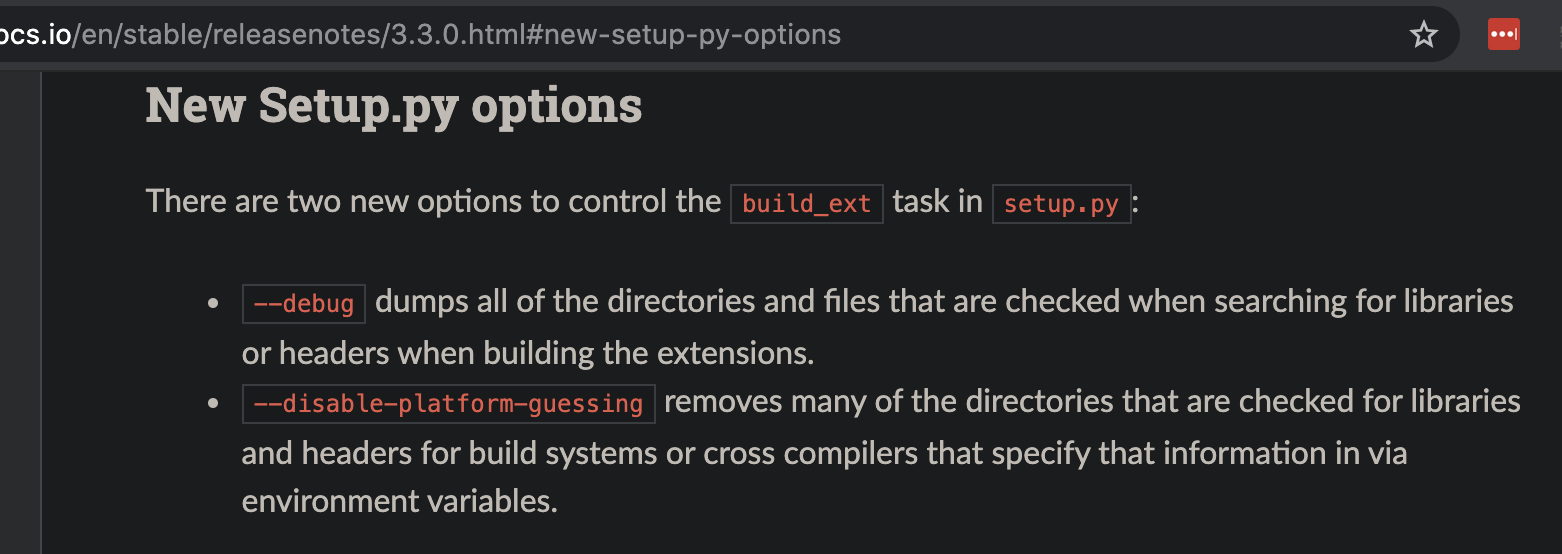 ocs.io/en/stable/releasenotes/3.3.0.html#new-setup-py-options
New Setup.py options
There are two new options to control the build_ext task in setup.py:
--debug dumps all of the directories and files that are checked when searching for libraries
or headers when building the extensions.
--disable-platform-guessing removes many of the directories that are checked for libraries
and headers for build systems or cross compilers that specify that information in via
environment variables.